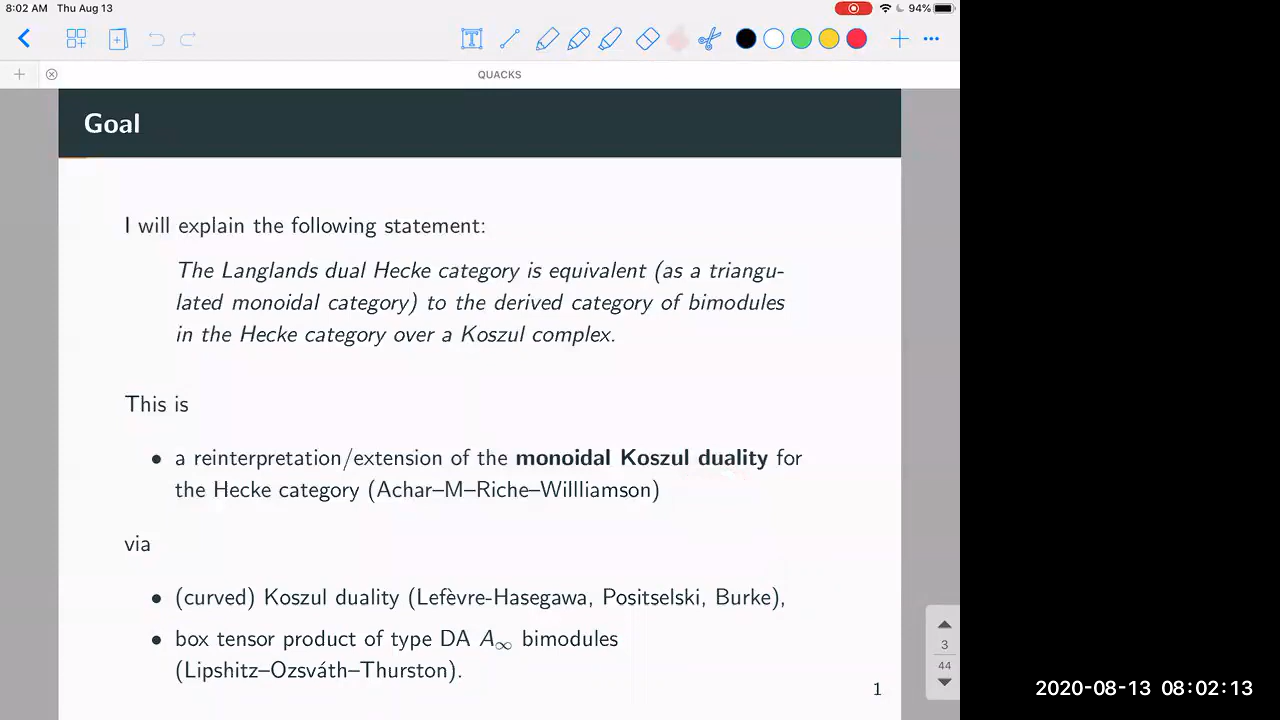 8:02 AM Thu Aug 13
94%
QUACKS
Goal
I will explain the following statement:
The Langlands dual Hecke category is equivalent (as a triangu-
lated monoidal category) to the derived category of bimodules
in the Hecke category over a Koszul complex.
This is
• a reinterpretation/extension of the monoidal Koszul duality for
the Hecke category (Achar–M–Riche–Willliamson)
via
• (curved) Koszul duality (Lefèvre-Hasegawa, Positselski, Burke),
• box tensor product of type DA A∞ bimodules
(Lipshitz–Ozsváth–Thurston).
3
44
1
2020-08-13 08:02:13